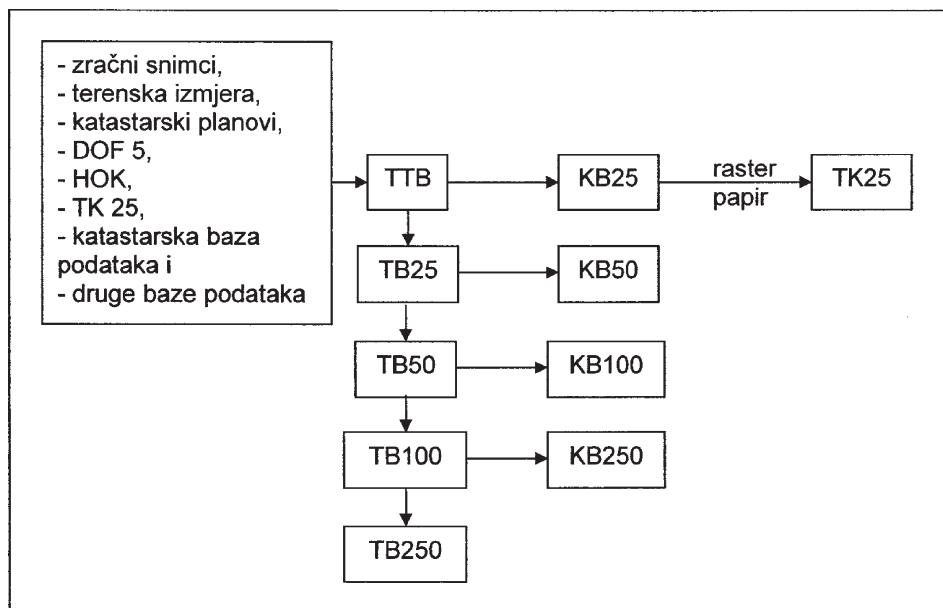 - zračni snimci,
- terenska izmjera,
- katastarski planovi,
- DOF 5,
- HOK,
- TK 25,
- katastarska baza
podataka i
- druge baze podataka
TTB
KB25
raster
papir
TK25
TB25
KB50
TB50
KB100
TB100
KB250
TB250